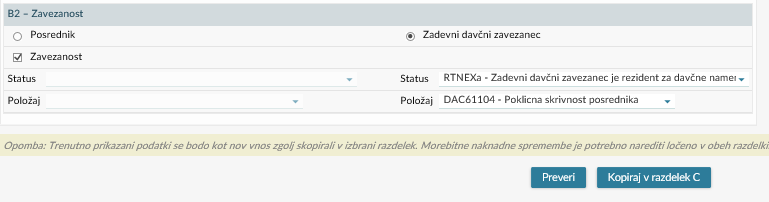 B2 – Zavezanost
Posrednik
Zadevni davčni zavezanec
Zavezanost
Status
Status RTNEXa - Zadevni davčni zavezanec je rezident za davčne
Položaj
Položaj DAC61104 - Poklicna skrivnost posrednika
Opomba: Trenutno prikazani podatki se bodo kot nov vnos zgolj skopirali v izbrani razdelek. Morebitne naknadne spremembe je potrebno narediti ločeno v obeh
Preveri
Kopiraj v razdelek C